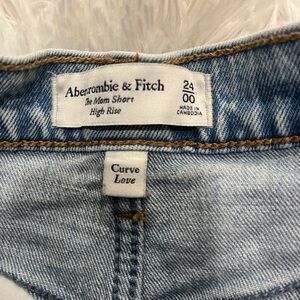 Abercrombie & Fitch
The Mom Short
High Rise
24
00
MADE IN
CAMBODIA
Curve
Love